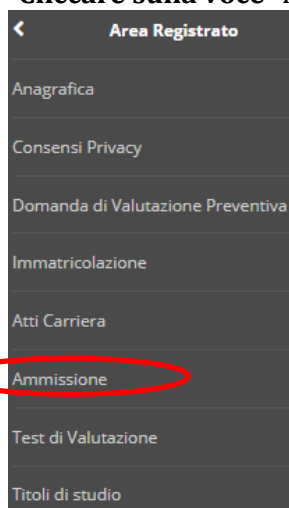 Cliccare sulla voce
Area Registrato
Anagrafica
Consensi Privacy
Domanda di Valutazione Preventiva
Immatricolazione
Atti Carriera
Ammissione
Test di Valutazione
Titoli di studio